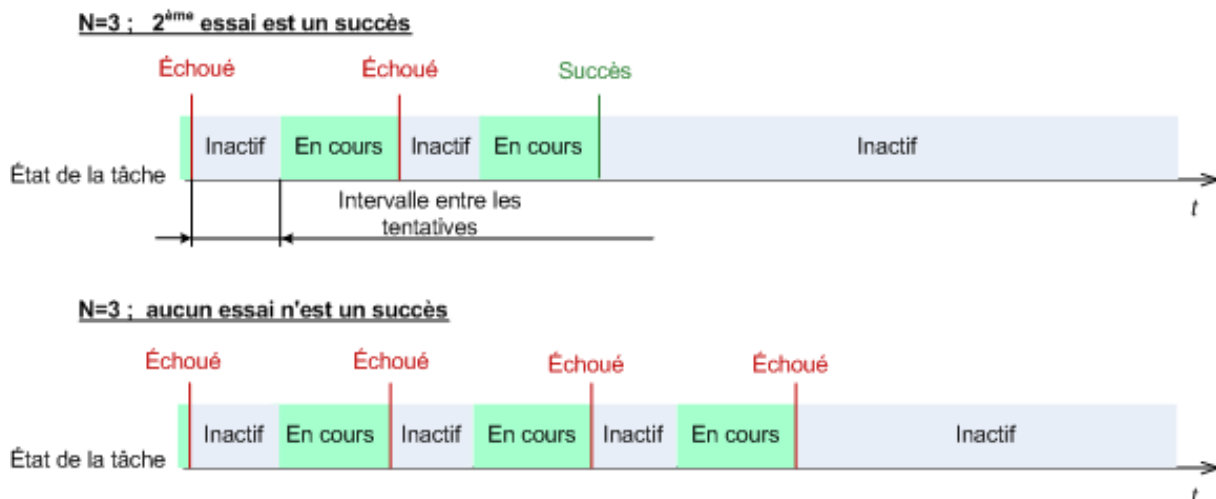 N=3 ; 2ème essai est un succès
Échoué Échoué Succès
Inactif En cours Inactif En cours Inactif
État de la tâche
t
Intervalle entre les
tentatives
N=3 ; aucun essai n'est un succès
Échoué Échoué Échoué Échoué
Inactif En cours Inactif En cours Inactif En cours Inactif
État de la tâche
t